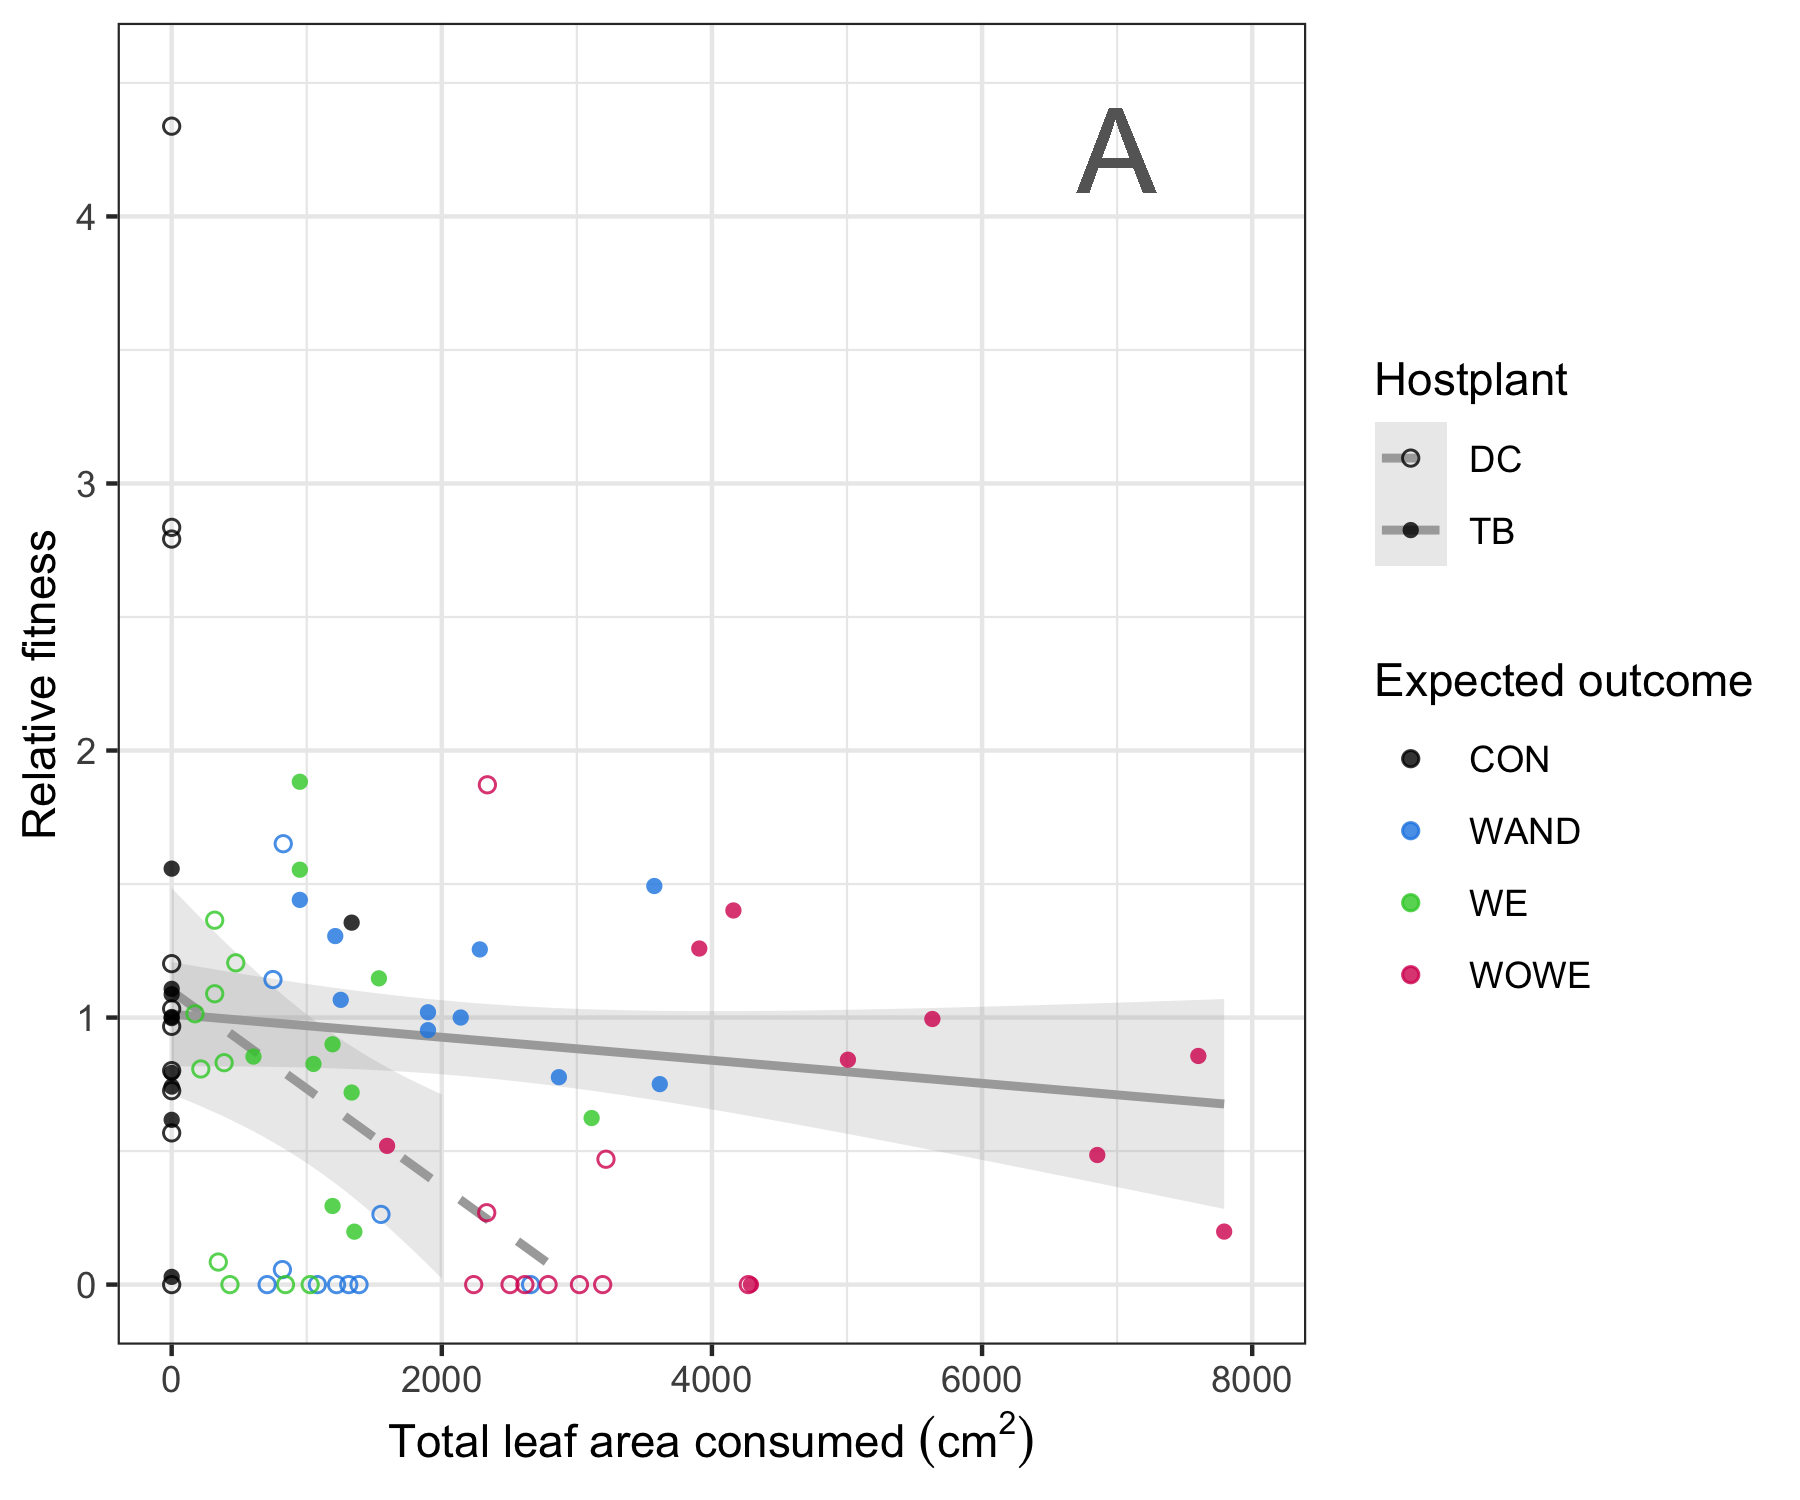 A
4
3
2
1
0
Relative fitness
0 2000 4000 6000 8000
Total leaf area consumed (cm²)
Hostplant
DC
TB
Expected outcome
CON
WAND
WE
WOWE